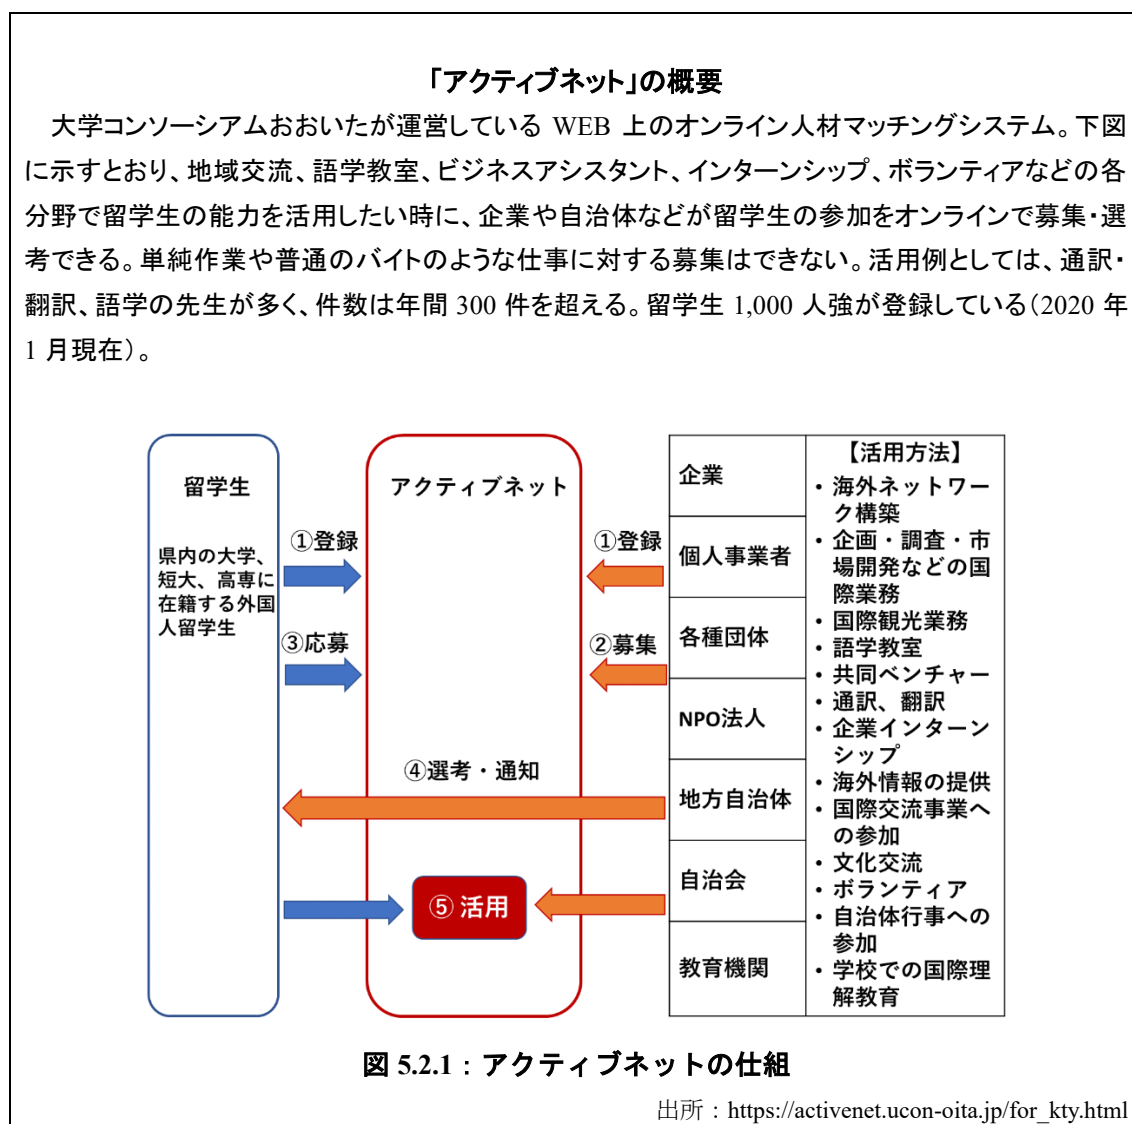 「アクティブネット」の概要
大学コンソーシアムおおいたが運営している WEB 上のオンライン人材マッチングシステム。下図
に示すとおり、地域交流、語学教室、ビジネスアシスタント、インターンシップ、ボランティアなどの各
分野で留学生の能力を活用したい時に、企業や自治体などが留学生の参加をオンラインで募集・選
考できる。単純作業や普通のバイトのような仕事に対する募集はできない。活用例としては、通訳・
翻訳、語学の先生が多く、件数は年間 300 件を超える。留学生 1,000 人強が登録している（2020 年
1 月現在）。
留学生
県内の大学、
短大、高専に
在籍する外国
人留学生
①登録
③応募
アクティブネット
①登録
②募集
④選考・通知
⑤ 活用
企業
個人事業者
各種団体
NPO法人
地方自治体
自治会
教育機関
【活用方法】
・海外ネットワー
ク構築
・企画・調査・市
場開発などの国
際業務
・国際観光業務
・語学教室
・共同ベンチャー
・通訳、翻訳
・企業インターン
シップ
・海外情報の提供
・国際交流事業へ
の参加
・文化交流
・ボランティア
・自治体行事への
参加
・学校での国際理
解教育
図 5.2.1：アクティブネットの仕組
出所：https://activenet.ucon-oita.jp/for_kty.html